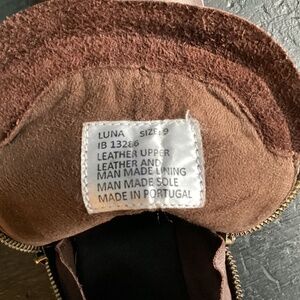 LUNA SIZE: 9
IB 13286
LEATHER UPPER
LEATHER AND
MAN MADE LINING
MAN MADE SOLE
MADE IN PORTUGAL